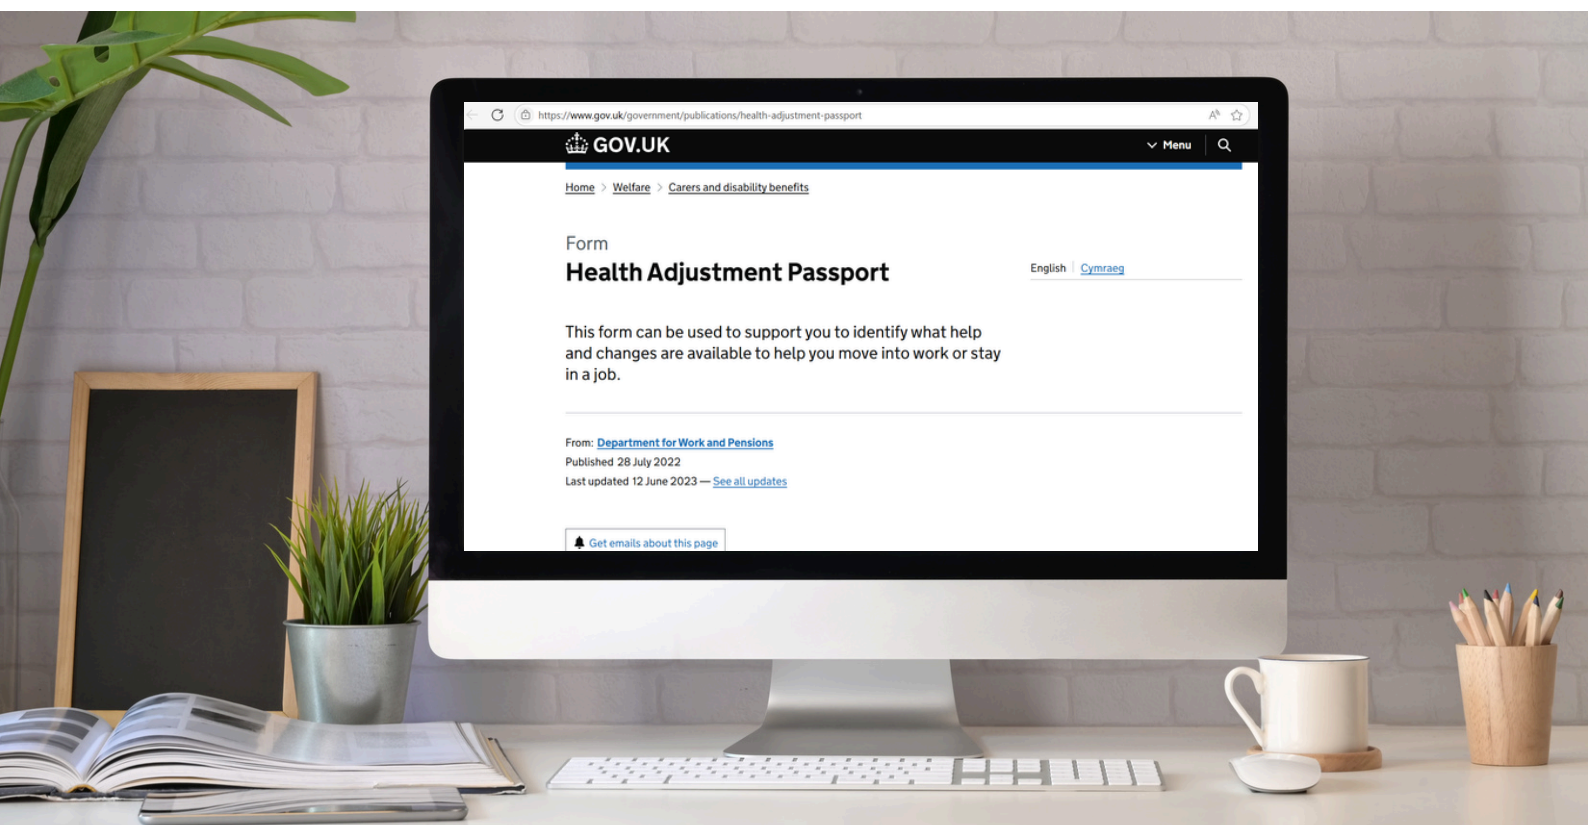 https://www.gov.uk/government/publications/health-adjustment-passport
GOV.UK
Menu
Home > Welfare > Carers and disability benefits
Form
Health Adjustment Passport
English | Cymraeg
This form can be used to support you to identify what help
and changes are available to help you move into work or stay
in a job.
From: Department for Work and Pensions
Published 28 July 2022
Last updated 12 June 2023 — See all updates
Get emails about this page